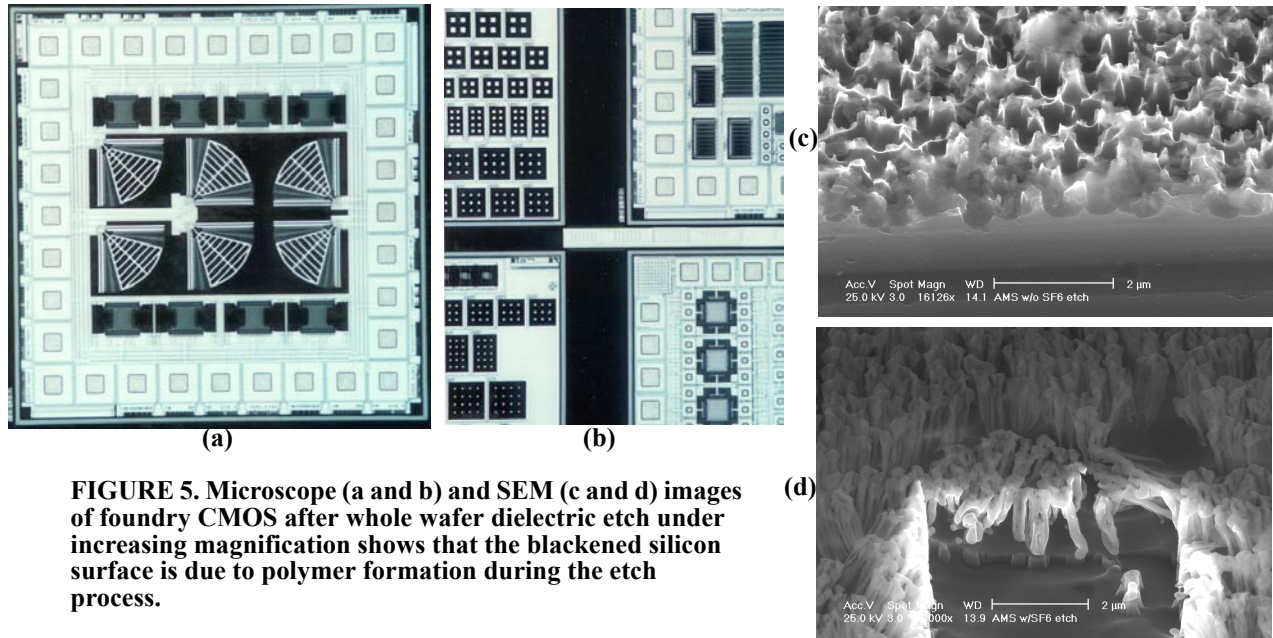 (a)
(b)
(c)
Acc.V Spot Magn WD 2 µm
25.0 kV 3.0 16126x 14.1 AMS w/o SF6 etch
(d)
Acc.V Spot Magn WD 2 µm
25.0 kV 3.0 000x 13.9 AMS w/SF6 etch
FIGURE 5. Microscope (a and b) and SEM (c and d) images
of foundry CMOS after whole wafer dielectric etch under
increasing magnification shows that the blackened silicon
surface is due to polymer formation during the etch
process.